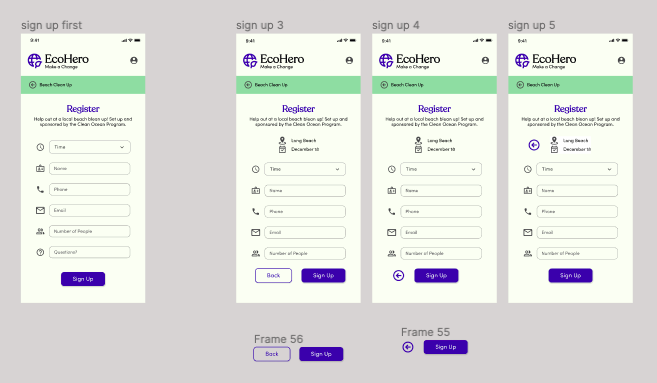 sign up first
9:41
EcoHero
Make a Change
Beach Clean Up
Register
Help out at a local beach blean up! Set up and
sponsored by the Clean Ocean Program.
Time
Name
Phone
Email
Number of People
Questions?
Sign Up
sign up 3
9:41
EcoHero
Make a Change
Beach Clean Up
Register
Help out at a local beach blean up! Set up and
sponsored by the Clean Ocean Program.
Long Beach
December 18
Time
Name
Phone
Email
Number of People
Back
Sign Up
sign up 4
9:41
EcoHero
Make a Change
Beach Clean Up
Register
Help out at a local beach blean up! Set up and
sponsored by the Clean Ocean Program.
Long Beach
December 18
Time
Name
Phone
Email
Number of People
Sign Up
sign up 5
9:41
EcoHero
Make a Change
Beach Clean Up
Register
Help out at a local beach blean up! Set up and
sponsored by the Clean Ocean Program.
Long Beach
December 18
Time
Name
Phone
Email
Number of People
Sign Up
Frame 56
Back
Sign Up
Frame 55
Sign Up